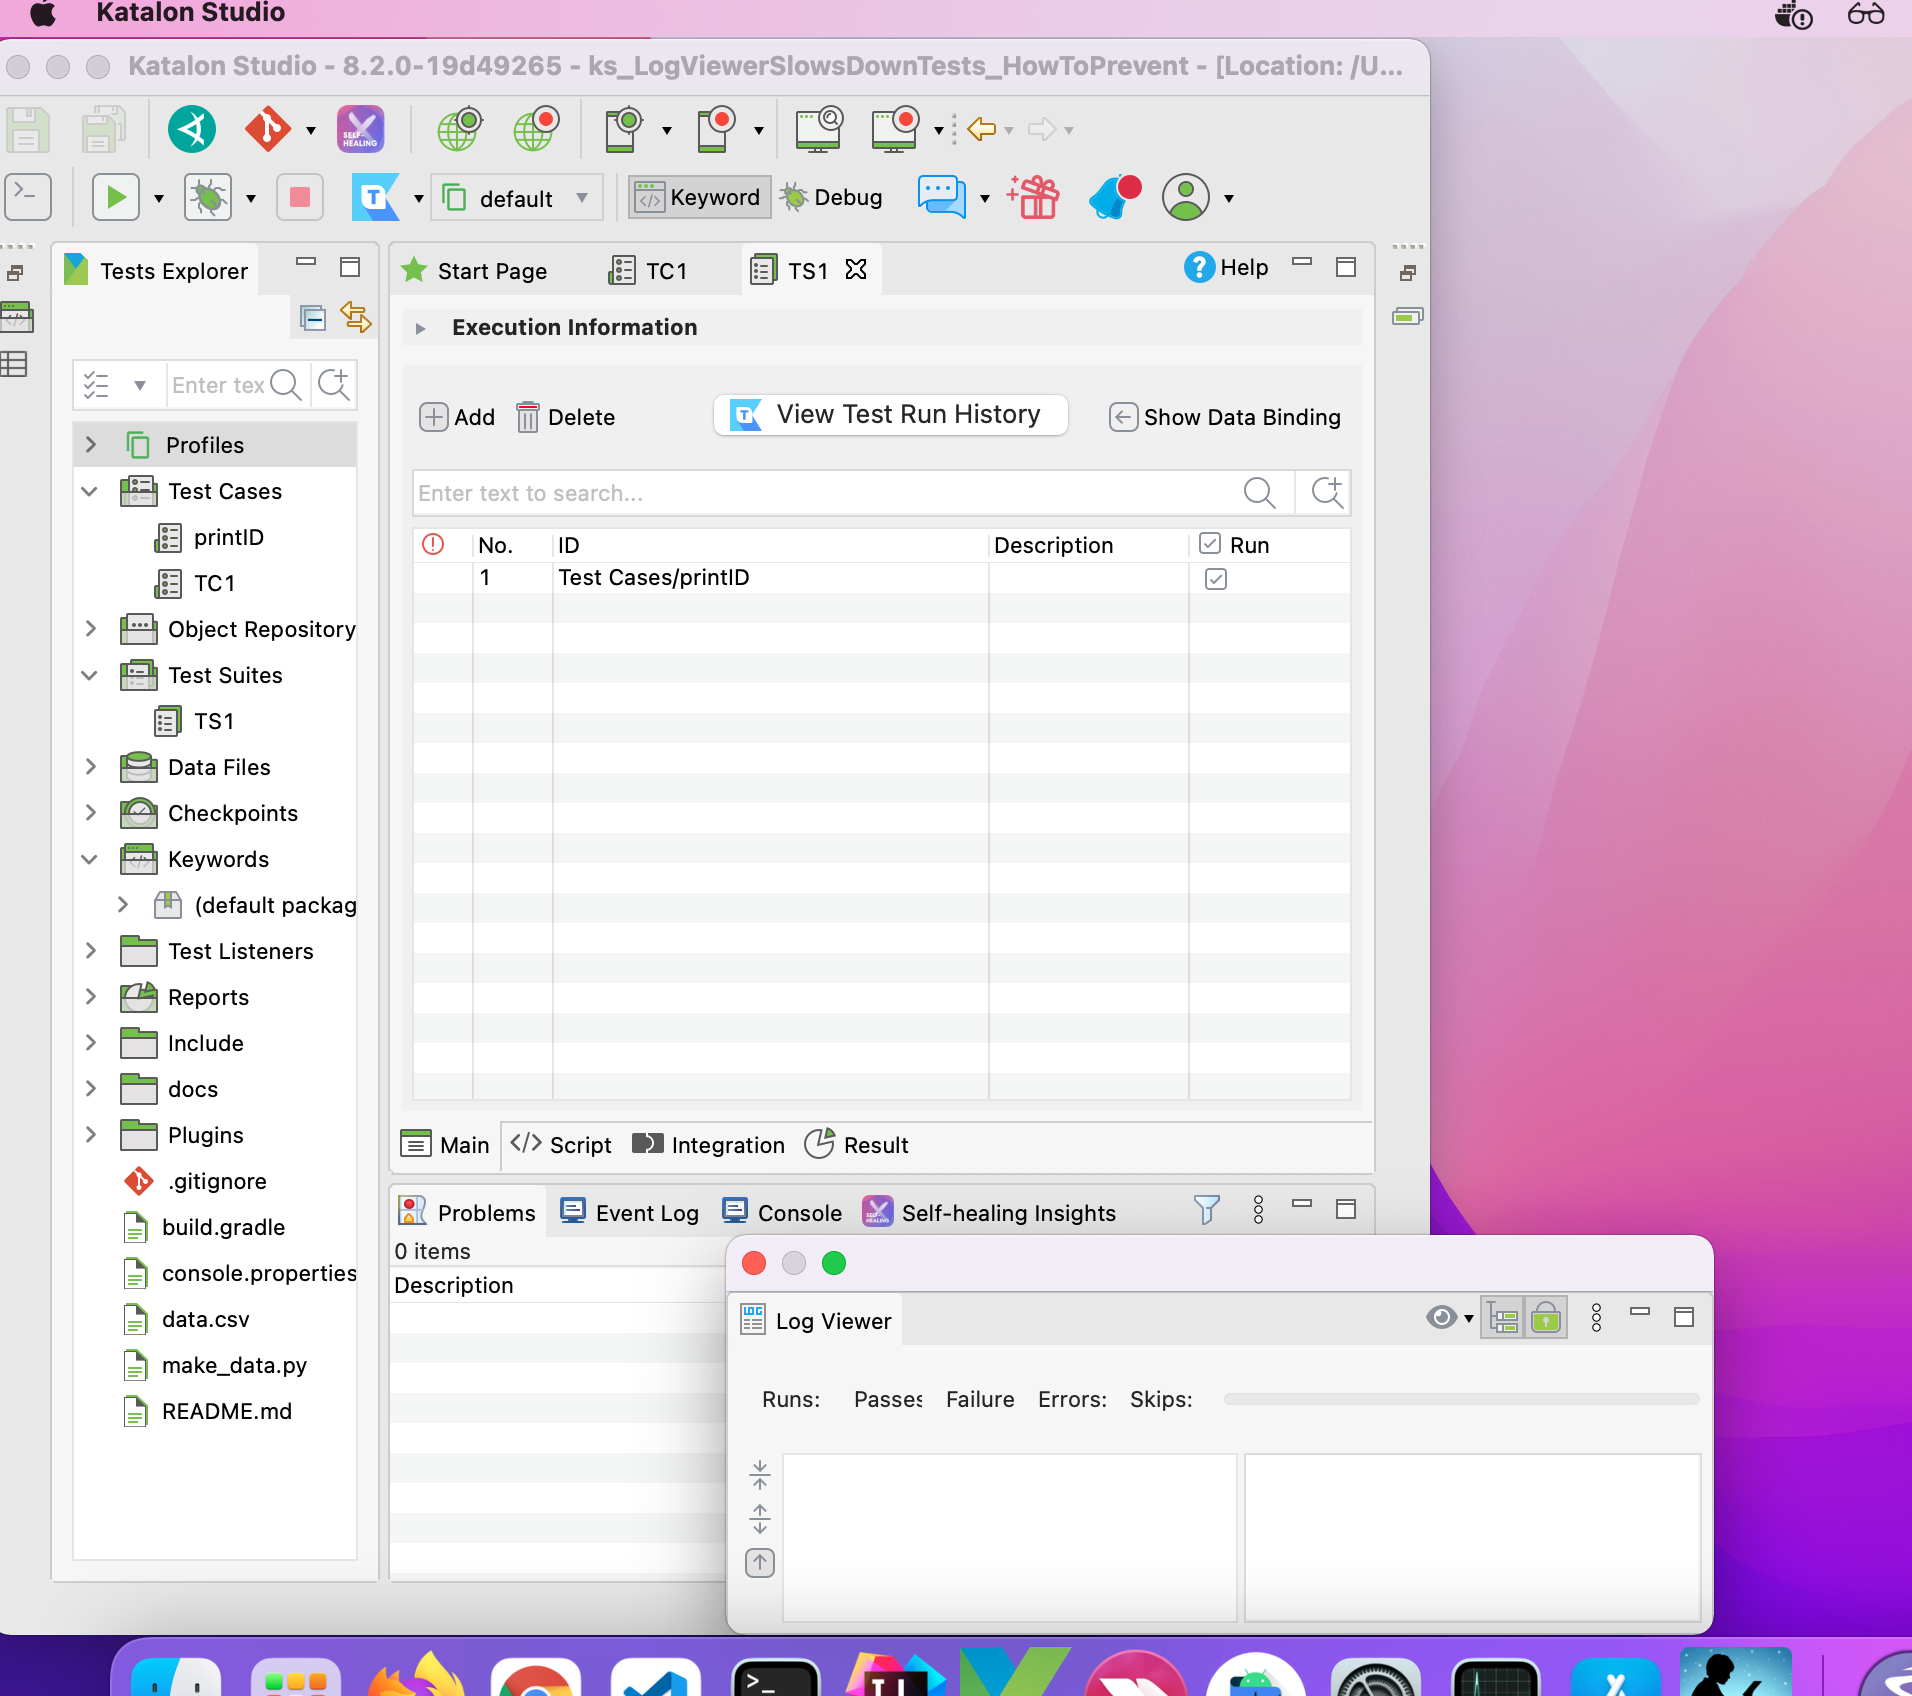 Katalon Studio
Katalon Studio - 8.2.0-19d49265 - ks_LogViewerSlowsDownTests_HowToPrevent - [Location: /U...
SELF-
HEALING
T
default
Keyword
Debug
Tests Explorer
Start Page
TC1
TS1
Help
Execution Information
Enter tex
Add
Delete
View Test Run History
Show Data Binding
Enter text to search...
No.
ID
Description
Run
1
Test Cases/printID
Profiles
Test Cases
printID
TC1
Object Repository
Test Suites
TS1
Data Files
Checkpoints
Keywords
(default packag
Test Listeners
Reports
Include
docs
Plugins
.gitignore
build.gradle
console.properties
data.csv
make_data.py
README.md
Main
Script
Integration
Result
Problems
Event Log
Console
Self-healing Insights
0 items
Description
LOG
Log Viewer
Runs:
Passes
Failure
Errors:
Skips: